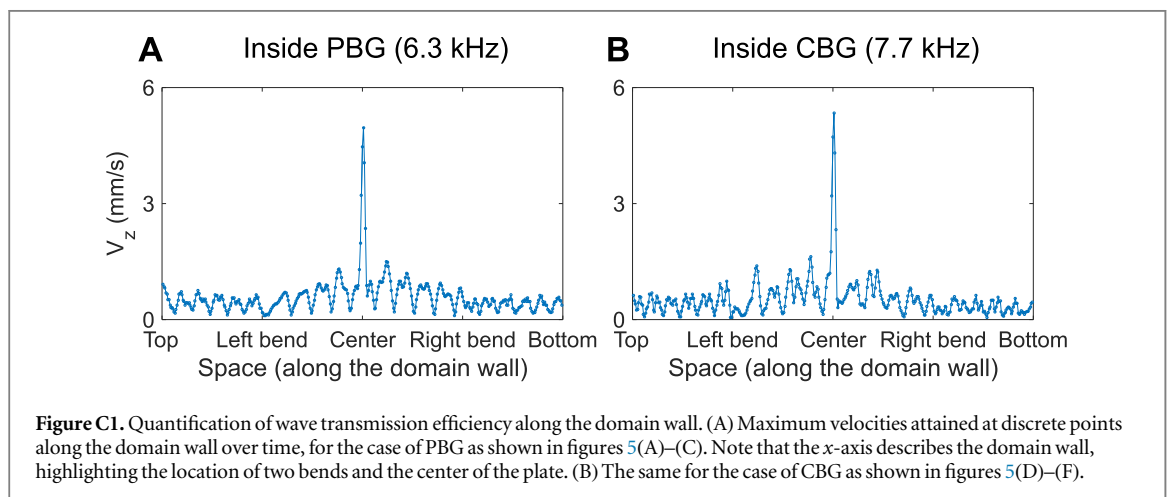 A Inside PBG (6.3 kHz)
B Inside CBG (7.7 kHz)
6
3
0
V_z (mm/s)
Top Left bend Center Right bend Bottom
Space (along the domain wall)
6
3
0
Top Left bend Center Right bend Bottom
Space (along the domain wall)
Figure C1. Quantification of wave transmission efficiency along the domain wall. (A) Maximum velocities attained at discrete points
along the domain wall over time, for the case of PBG as shown in figures 5(A)–(C). Note that the x-axis describes the domain wall,
highlighting the location of two bends and the center of the plate. (B) The same for the case of CBG as shown in figures 5(D)–(F).